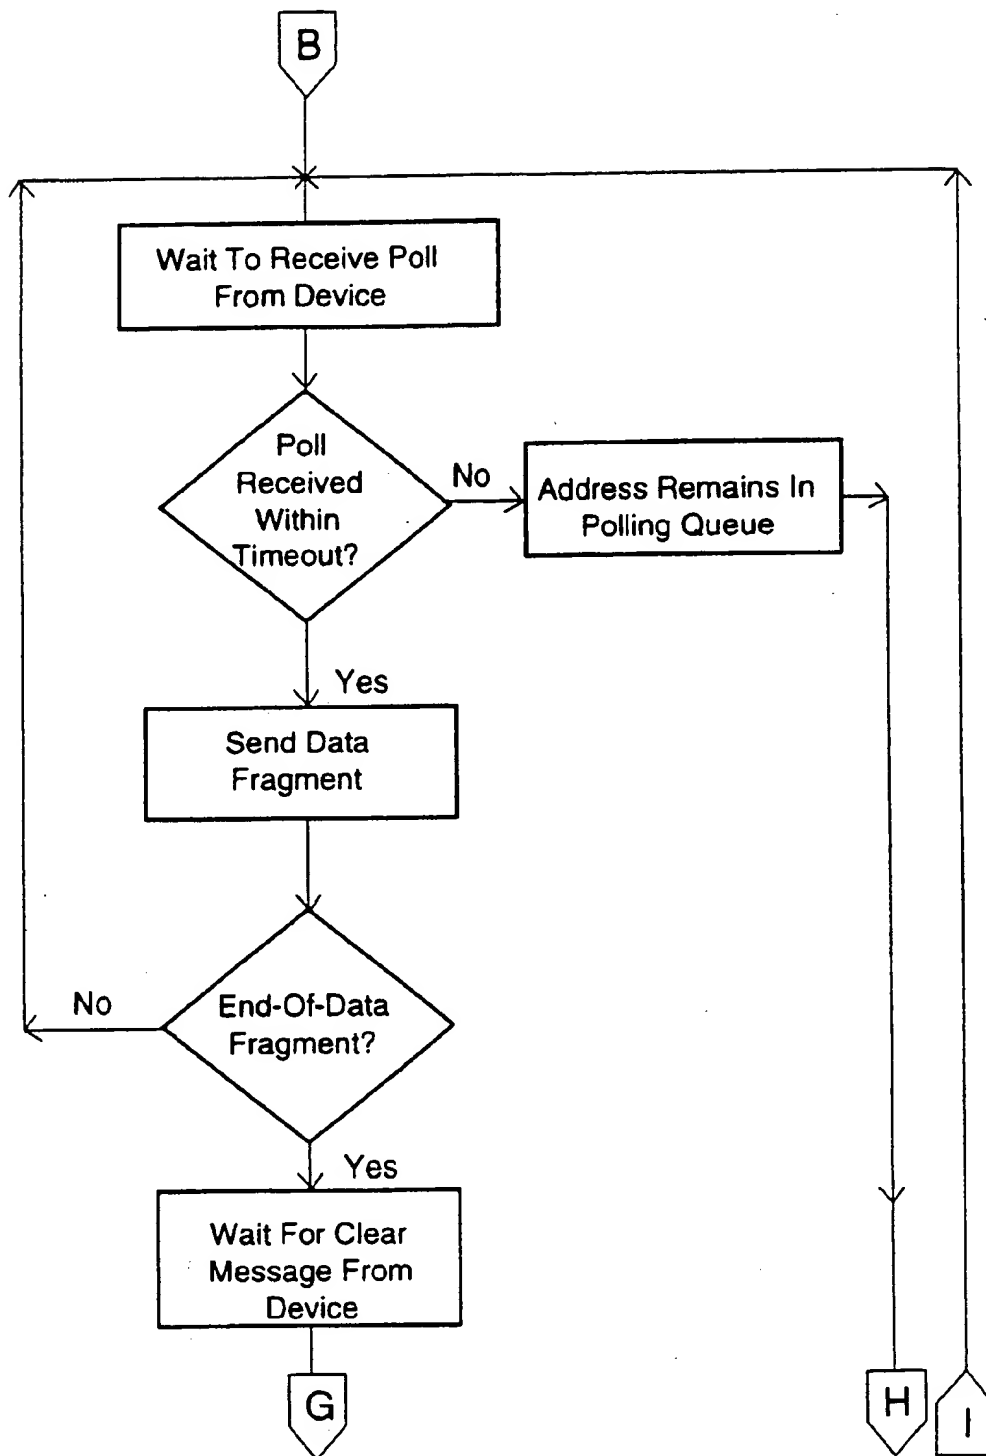 B
Wait To Receive Poll
From Device
Poll
Received
Within
Timeout?
No
Address Remains In
Polling Queue
Yes
Send Data
Fragment
No
End-Of-Data
Fragment?
Yes
Wait For Clear
Message From
Device
G
H
I